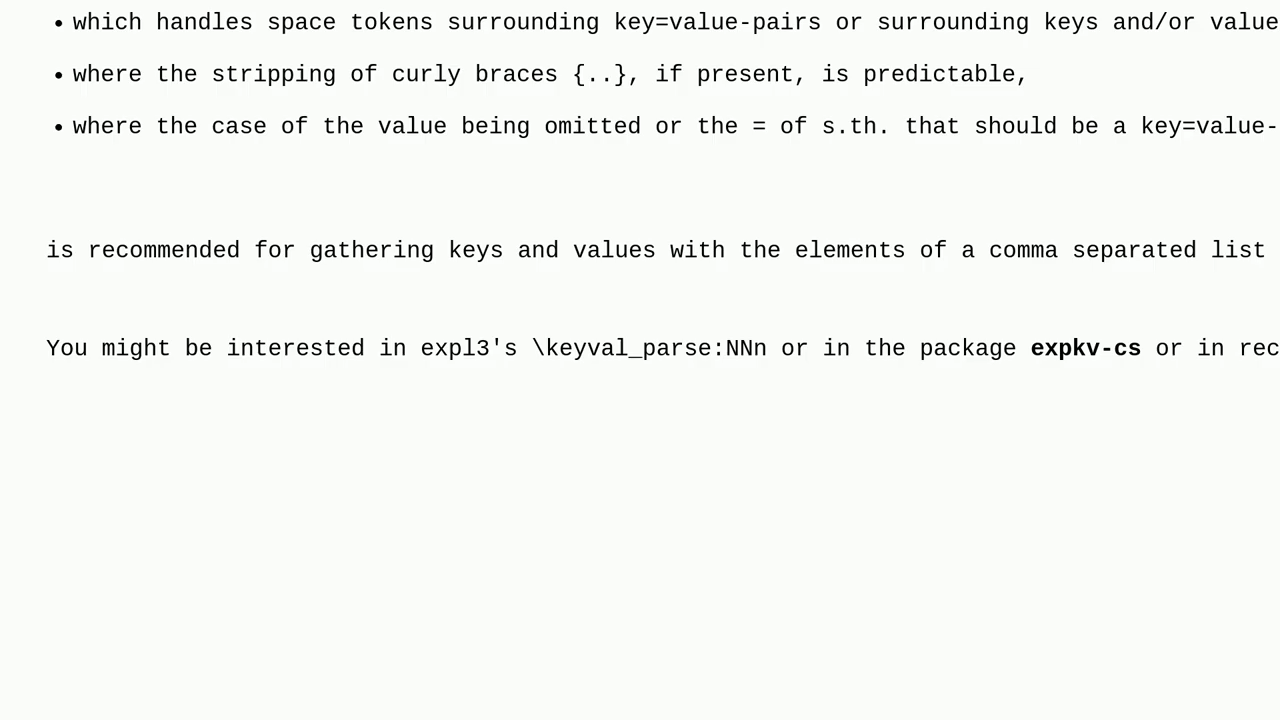 • which handles space tokens surrounding key=value-pairs or surrounding keys and/or value
• where the stripping of curly braces {..}, if present, is predictable,
• where the case of the value being omitted or the = of s.th. that should be a key=value-
is recommended for gathering keys and values with the elements of a comma separated list
You might be interested in expl3's \keyval_parse:NNn or in the package expkv-cs or in rec